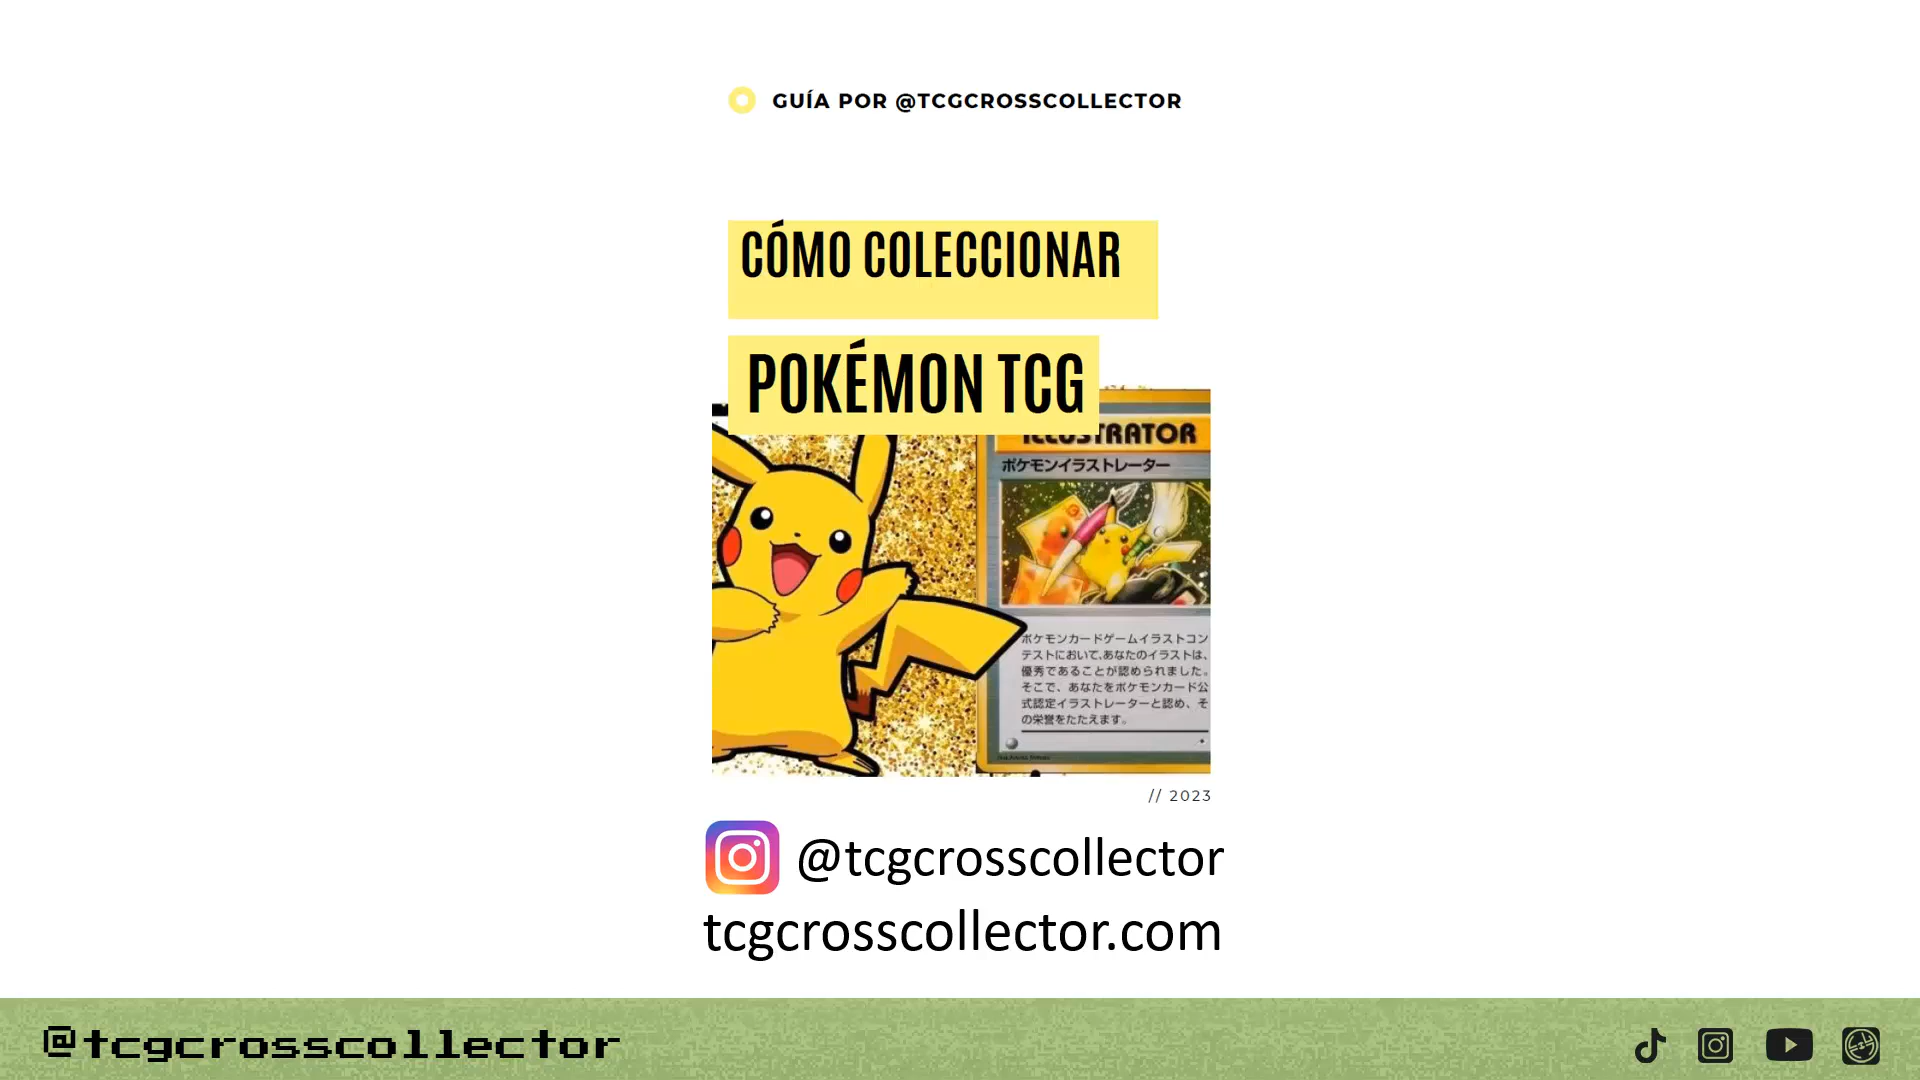 GUÍA POR @TCGCROSSCOLLECTOR
CÓMO COLECCIONAR
POKÉMON TCG
ILLUSTRATOR
ポケモンイラストレーター
ポケモンカードゲームイラストコン
テストにおいて、あなたのイラストは、
優秀であることが認められました。
そこで、あなたをポケモンカード公
式認定イラストレーターと認め、そ
の栄誉をたたえます。
// 2023
@tcgcrosscollector
tcgcrosscollector.com
@tcgcrosscollector